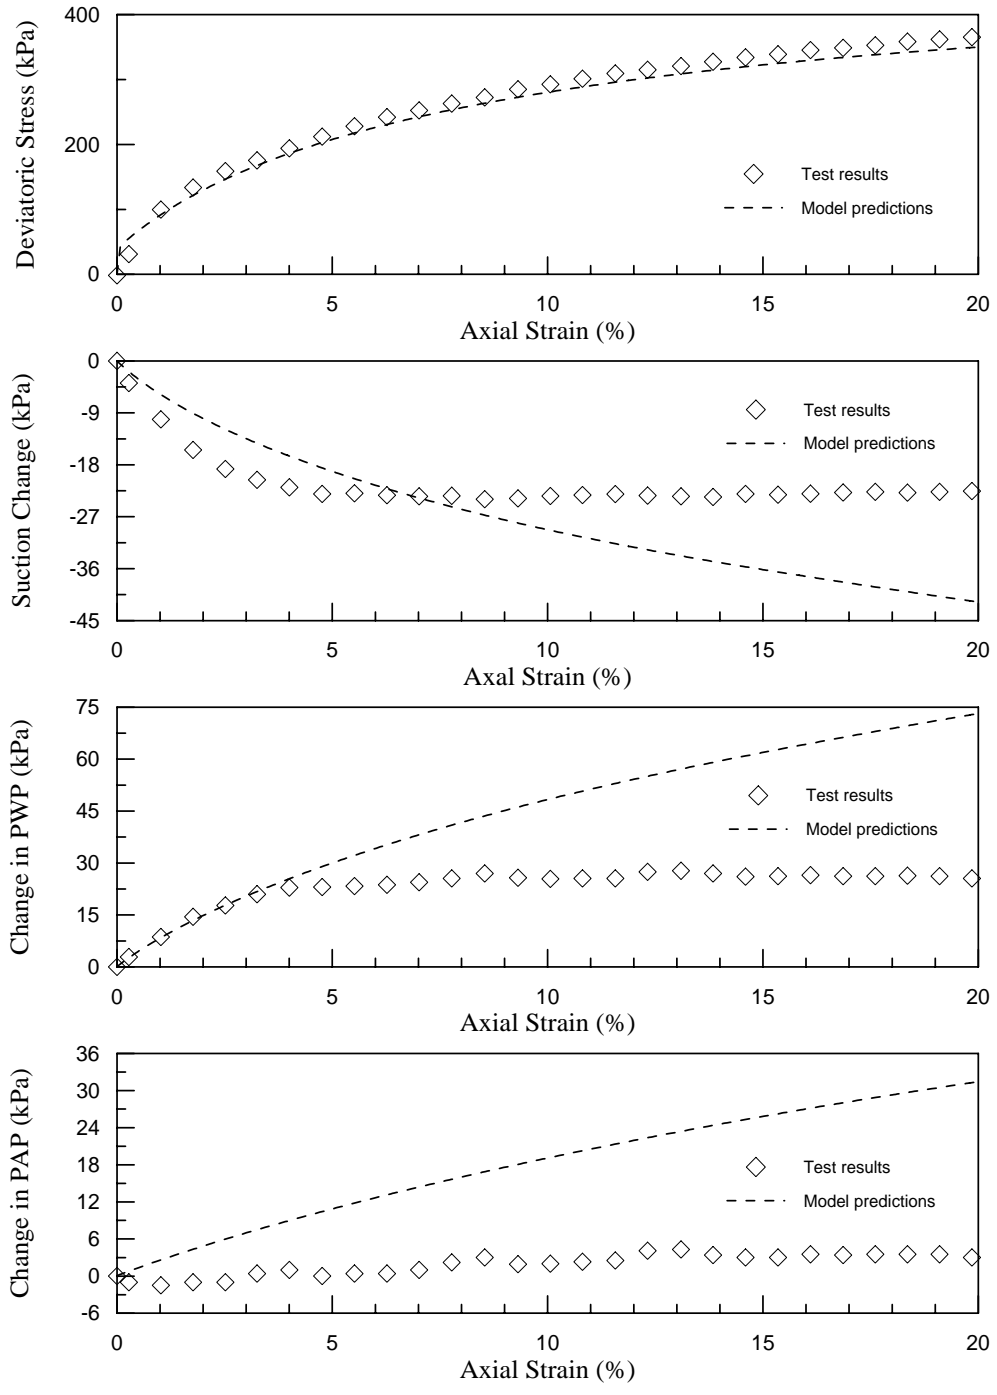 400
200
0
Deviatoric Stress (kPa)
Test results
Model predictions
0 5 10 15 20
Axial Strain (%)
0
-9
-18
-27
-36
-45
Suction Change (kPa)
Test results
Model predictions
0 5 10 15 20
Axal Strain (%)
75
60
45
30
15
0
Change in PWP (kPa)
Test results
Model predictions
0 5 10 15 20
Axial Strain (%)
36
30
24
18
12
6
0
-6
Change in PAP (kPa)
Test results
Model predictions
0 5 10 15 20
Axial Strain (%)